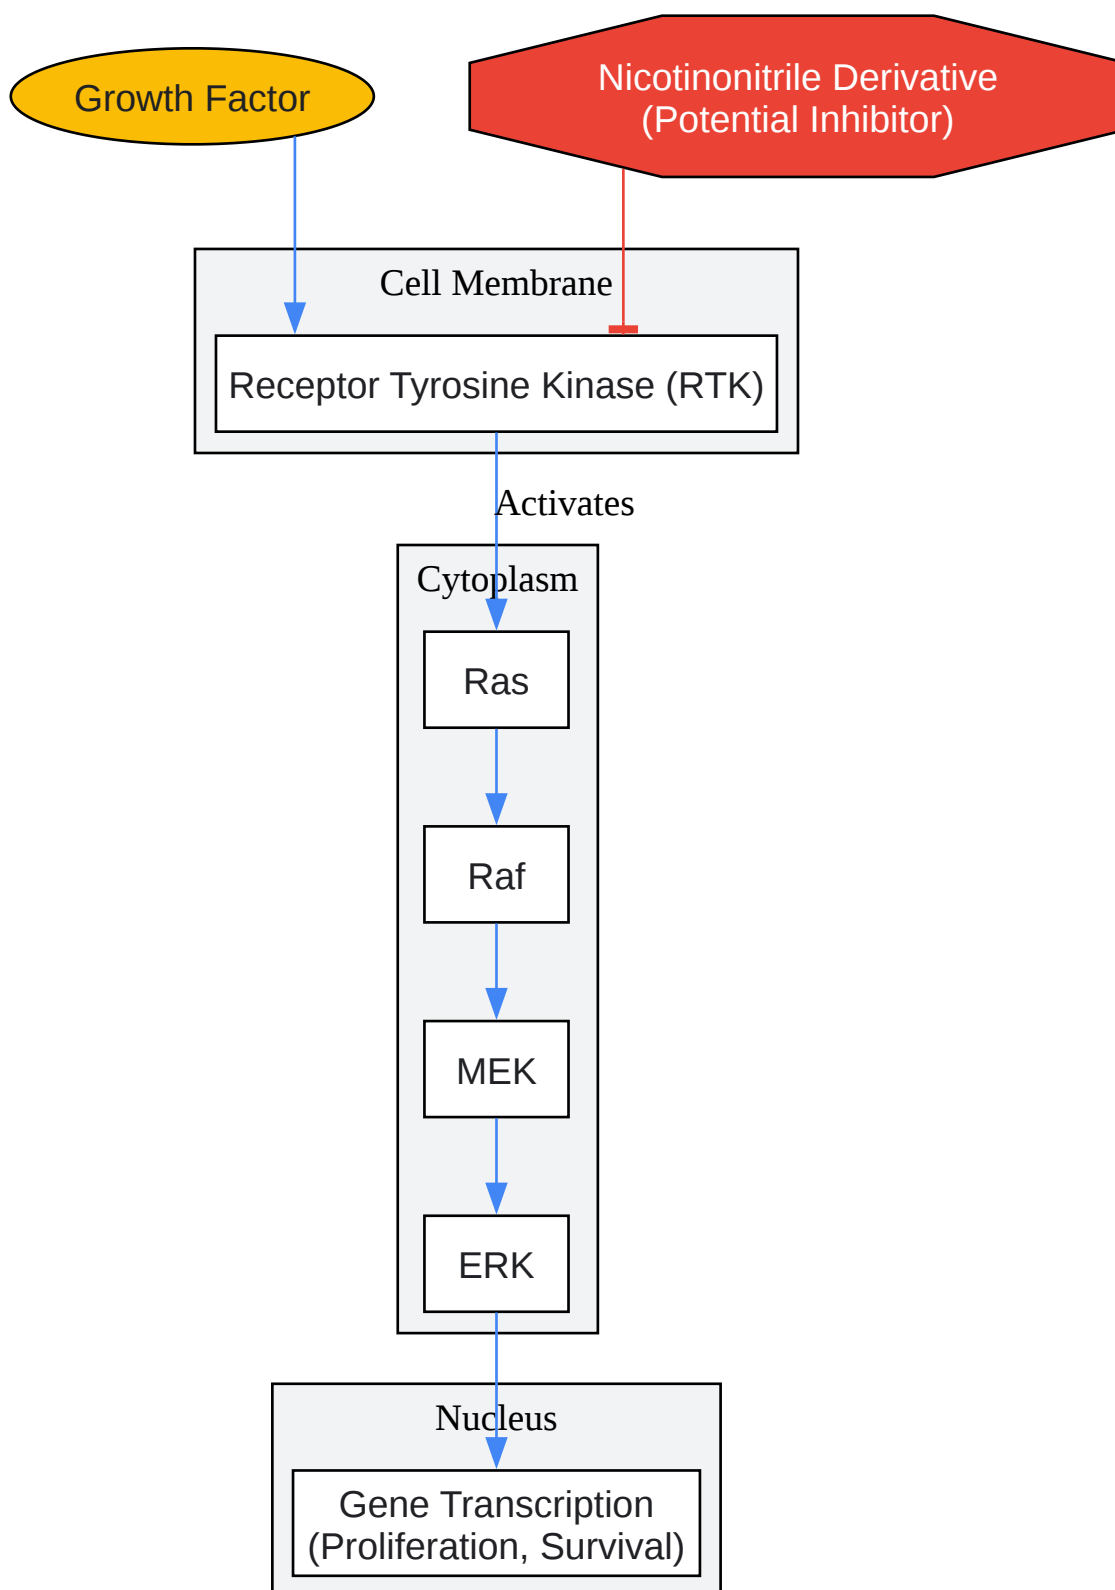 Growth Factor
Nicotinonitrile Derivative
(Potential Inhibitor)
Cell Membrane
Receptor Tyrosine Kinase (RTK)
Activates
Cytoplasm
Ras
Raf
MEK
ERK
Nucleus
Gene Transcription
(Proliferation, Survival)